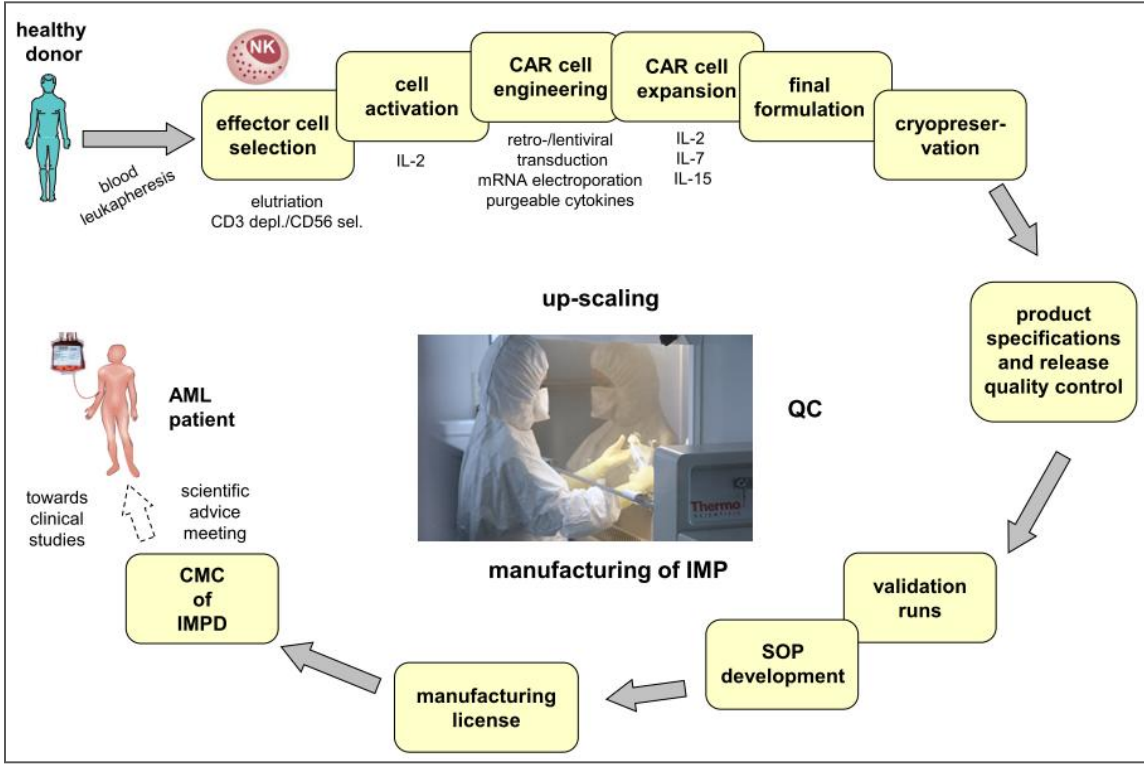 healthy
donor
NK
blood
leukapheresis
effector cell
selection
elutriation
CD3 depl./CD56 sel.
cell
activation
IL-2
CAR cell
engineering
retro-/lentiviral
transduction
mRNA electroporation
purgeable cytokines
CAR cell
expansion
IL-2
IL-7
IL-15
final
formulation
cryopreser-
vation
product
specifications
and release
quality control
up-scaling
QC
Thermo
SCIENTIFIC
manufacturing of IMP
validation
runs
SOP
development
manufacturing
license
CMC
of
IMPD
towards
clinical
studies
scientific
advice
meeting
AML
patient